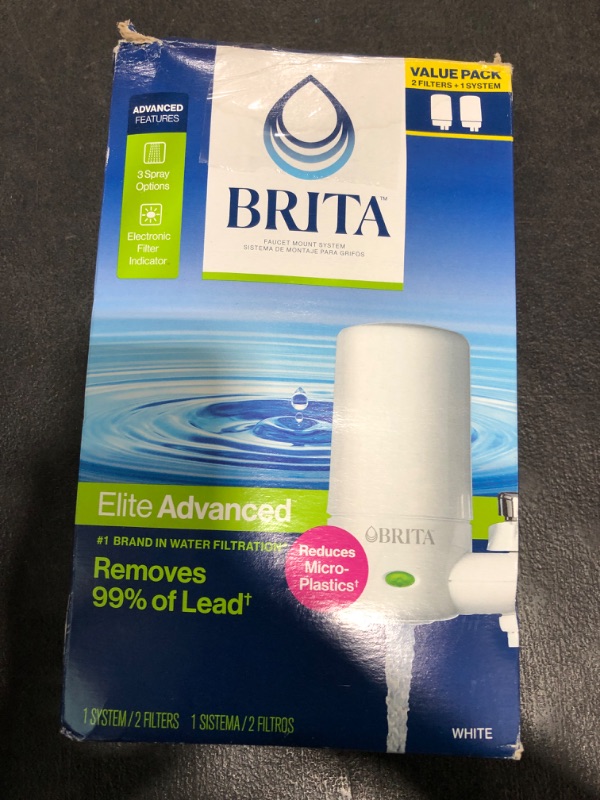 VALUE PACK
2 FILTERS + 1 SYSTEM
ADVANCED
FEATURES
3 Spray
Options
Electronic
Filter
Indicator
BRITA™
FAUCET MOUNT SYSTEM
SISTEMA DE MONTAJE PARA GRIFOS
Elite Advanced
#1 BRAND IN WATER FILTRATION*
Removes
99% of Lead†
Reduces
Micro-
Plastics†
BRITA
1 SYSTEM / 2 FILTERS 1 SISTEMA / 2 FILTROS
WHITE